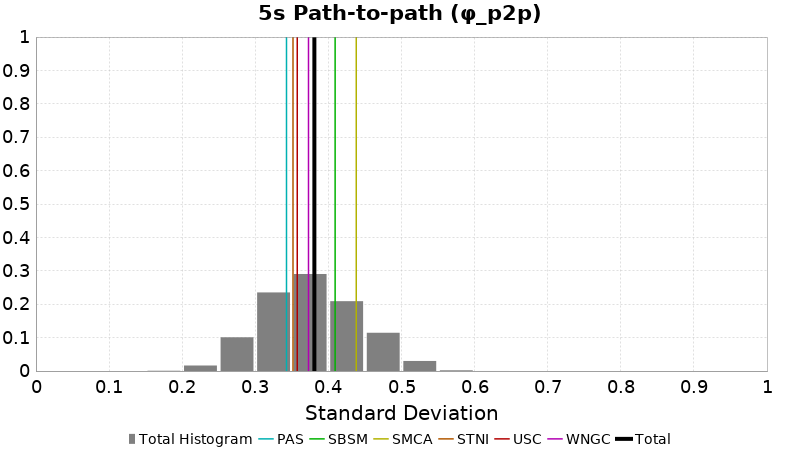 5s Path-to-path (φ_p2p)
1
0.9
0.8
0.7
0.6
0.5
0.4
0.3
0.2
0.1
0
0 0.1 0.2 0.3 0.4 0.5 0.6 0.7 0.8 0.9 1
Standard Deviation
Total Histogram PAS SBSM SMCA STNI USC WNGC Total